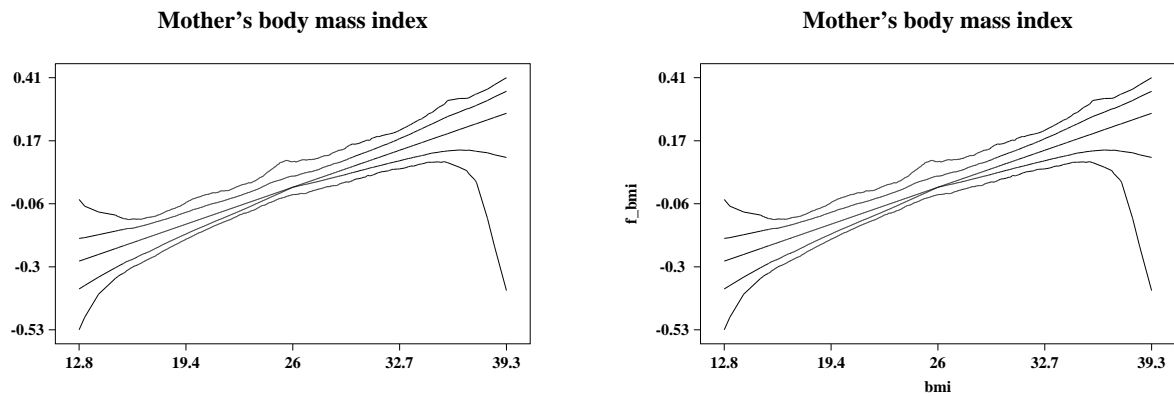 Mother's body mass index
0.41
0.17
-0.06
-0.3
-0.53
12.8 19.4 26 32.7 39.3
Mother's body mass index
f_bmi
0.41
0.17
-0.06
-0.3
-0.53
12.8 19.4 26 32.7 39.3
bmi